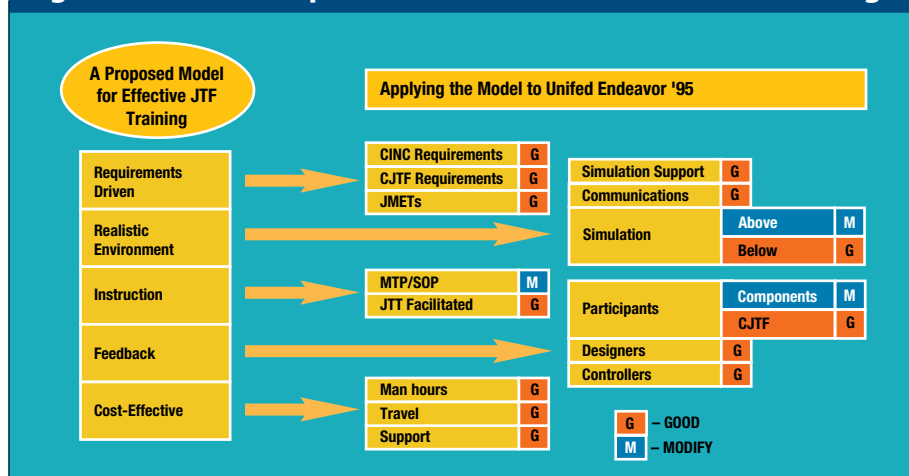 A Proposed Model
for Effective JTF
Training
Applying the Model to Unifed Endeavor '95
Requirements
Driven
Realistic
Environment
Instruction
Feedback
Cost-Effective
CINC Requirements G
CJTF Requirements G
JMETs G
Simulation Support G
Communications G
Simulation
Above M
Below G
MTP/SOP M
JTT Facilitated G
Participants
Components M
CJTF G
Designers G
Controllers G
Man hours G
Travel G
Support G
G – GOOD
M – MODIFY